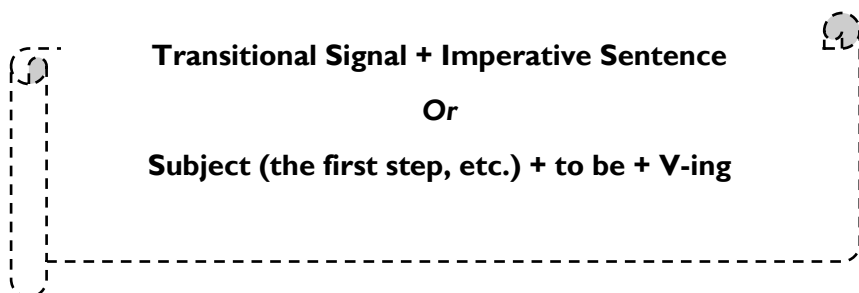 Transitional Signal + Imperative Sentence
Or
Subject (the first step, etc.) + to be + V-ing